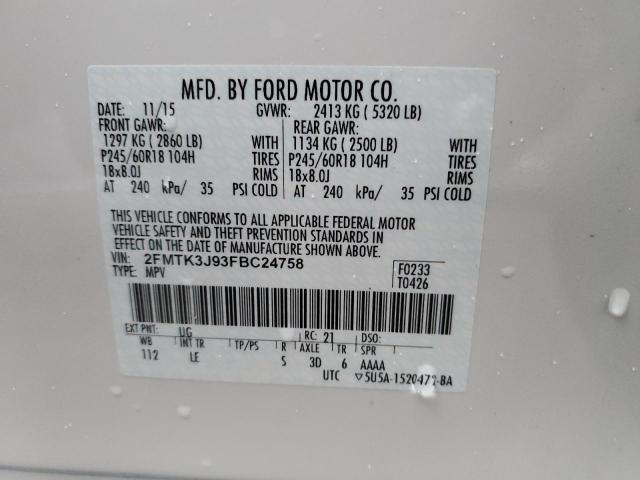 MFD. BY FORD MOTOR CO.
DATE: 11/15 GVWR: 2413 KG ( 5320 LB)
FRONT GAWR: REAR GAWR:
1297 KG ( 2860 LB) WITH 1134 KG ( 2500 LB) WITH
P245/60R18 104H TIRES P245/60R18 104H TIRES
18x8.0J RIMS 18x8.0J RIMS
AT 240 kPa/ 35 PSI COLD AT 240 kPa/ 35 PSI COLD
THIS VEHICLE CONFORMS TO ALL APPLICABLE FEDERAL MOTOR
VEHICLE SAFETY AND THEFT PREVENTION STANDARDS IN
EFFECT ON THE DATE OF MANUFACTURE SHOWN ABOVE.
VIN: 2FMTK3J93FBC24758 F0233
TYPE: MPV T0426
EXT PNT: UG RC: 21 DSO:
WB INT TR TP/PS R AXLE TR SPR
112 LE S 3D 6 AAAA
UTC ▽5U5A-1520472-BA